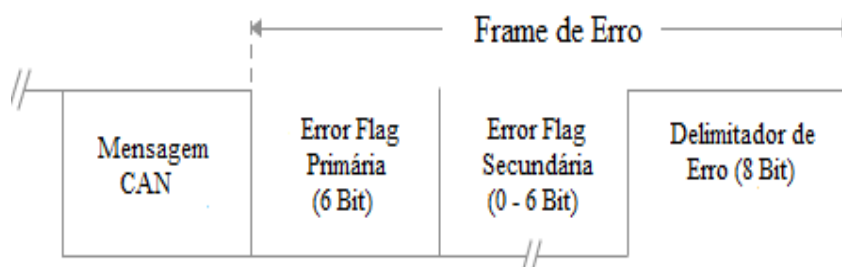 Frame de Erro
Mensagem
CAN
Error Flag
Primária
(6 Bit)
Error Flag
Secundária
(0 - 6 Bit)
Delimitador de
Erro (8 Bit)